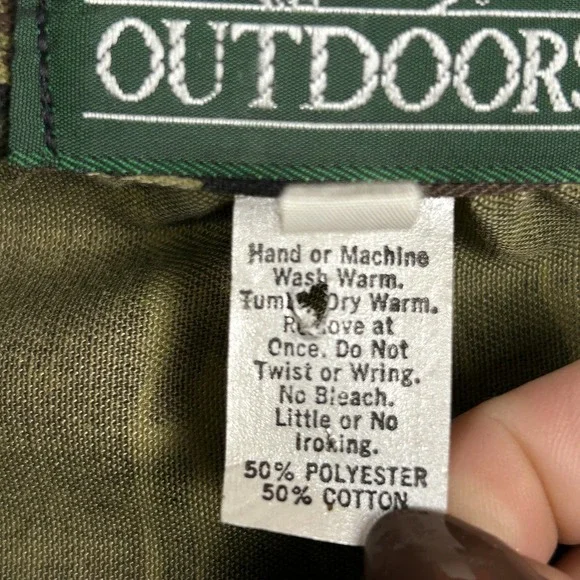 OUTDOORS
Hand or Machine
Wash Warm.
Dry Warm.
at
Once. Do Not
Twist or Wring.
No Bleach.
Little or No
Iroking.
50% POLYESTER
50% COTTON